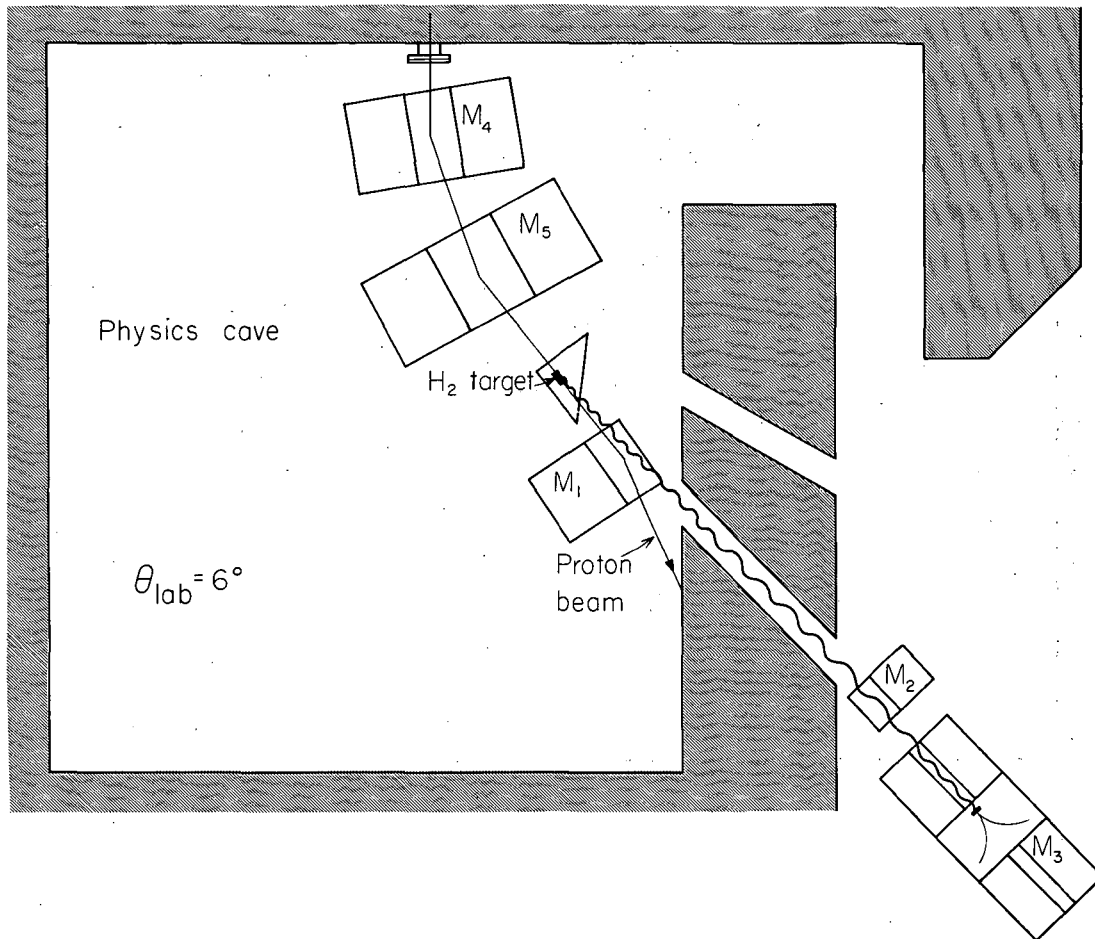 M₄
M₅
Physics cave
H₂ target
M₁
Proton
beam
θlab = 6°
M₂
M₃